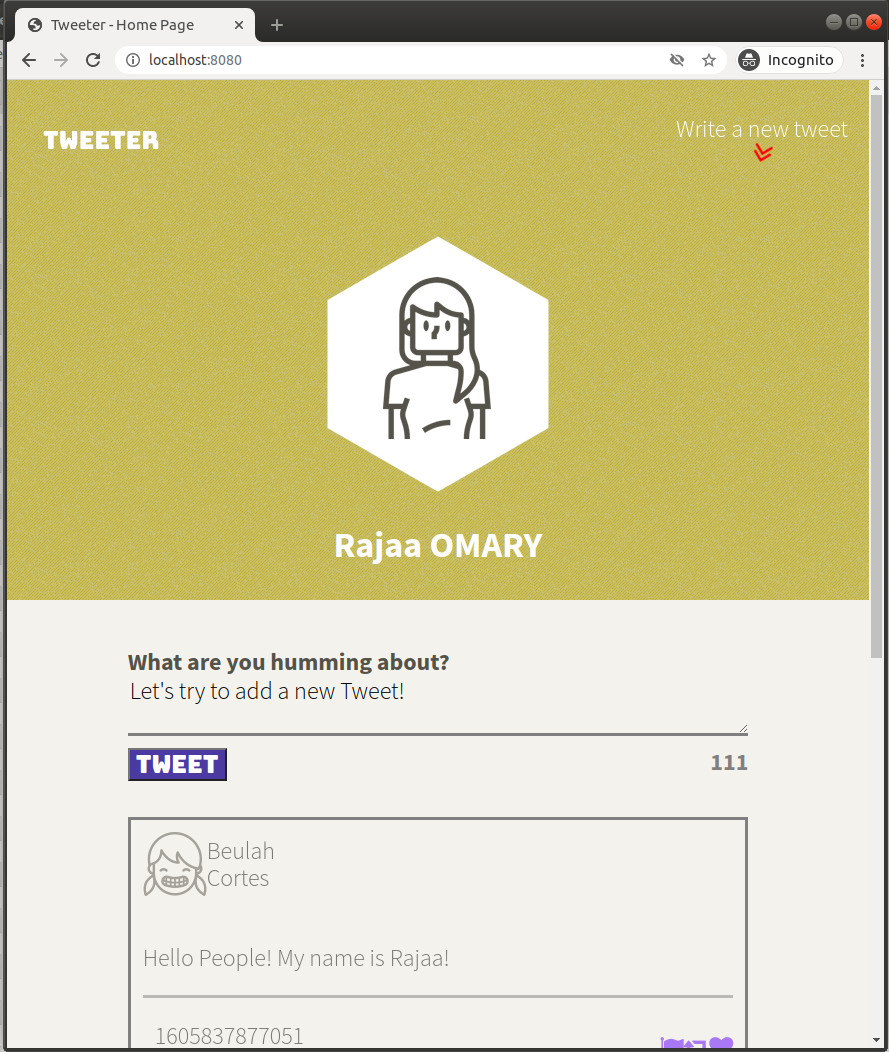 Tweeter - Home Page
localhost:8080
Incognito
TWEETER
Write a new tweet
Rajaa OMARY
What are you humming about?
Let's try to add a new Tweet!
TWEET
111
Beulah
Cortes
Hello People! My name is Rajaa!
1605837877051